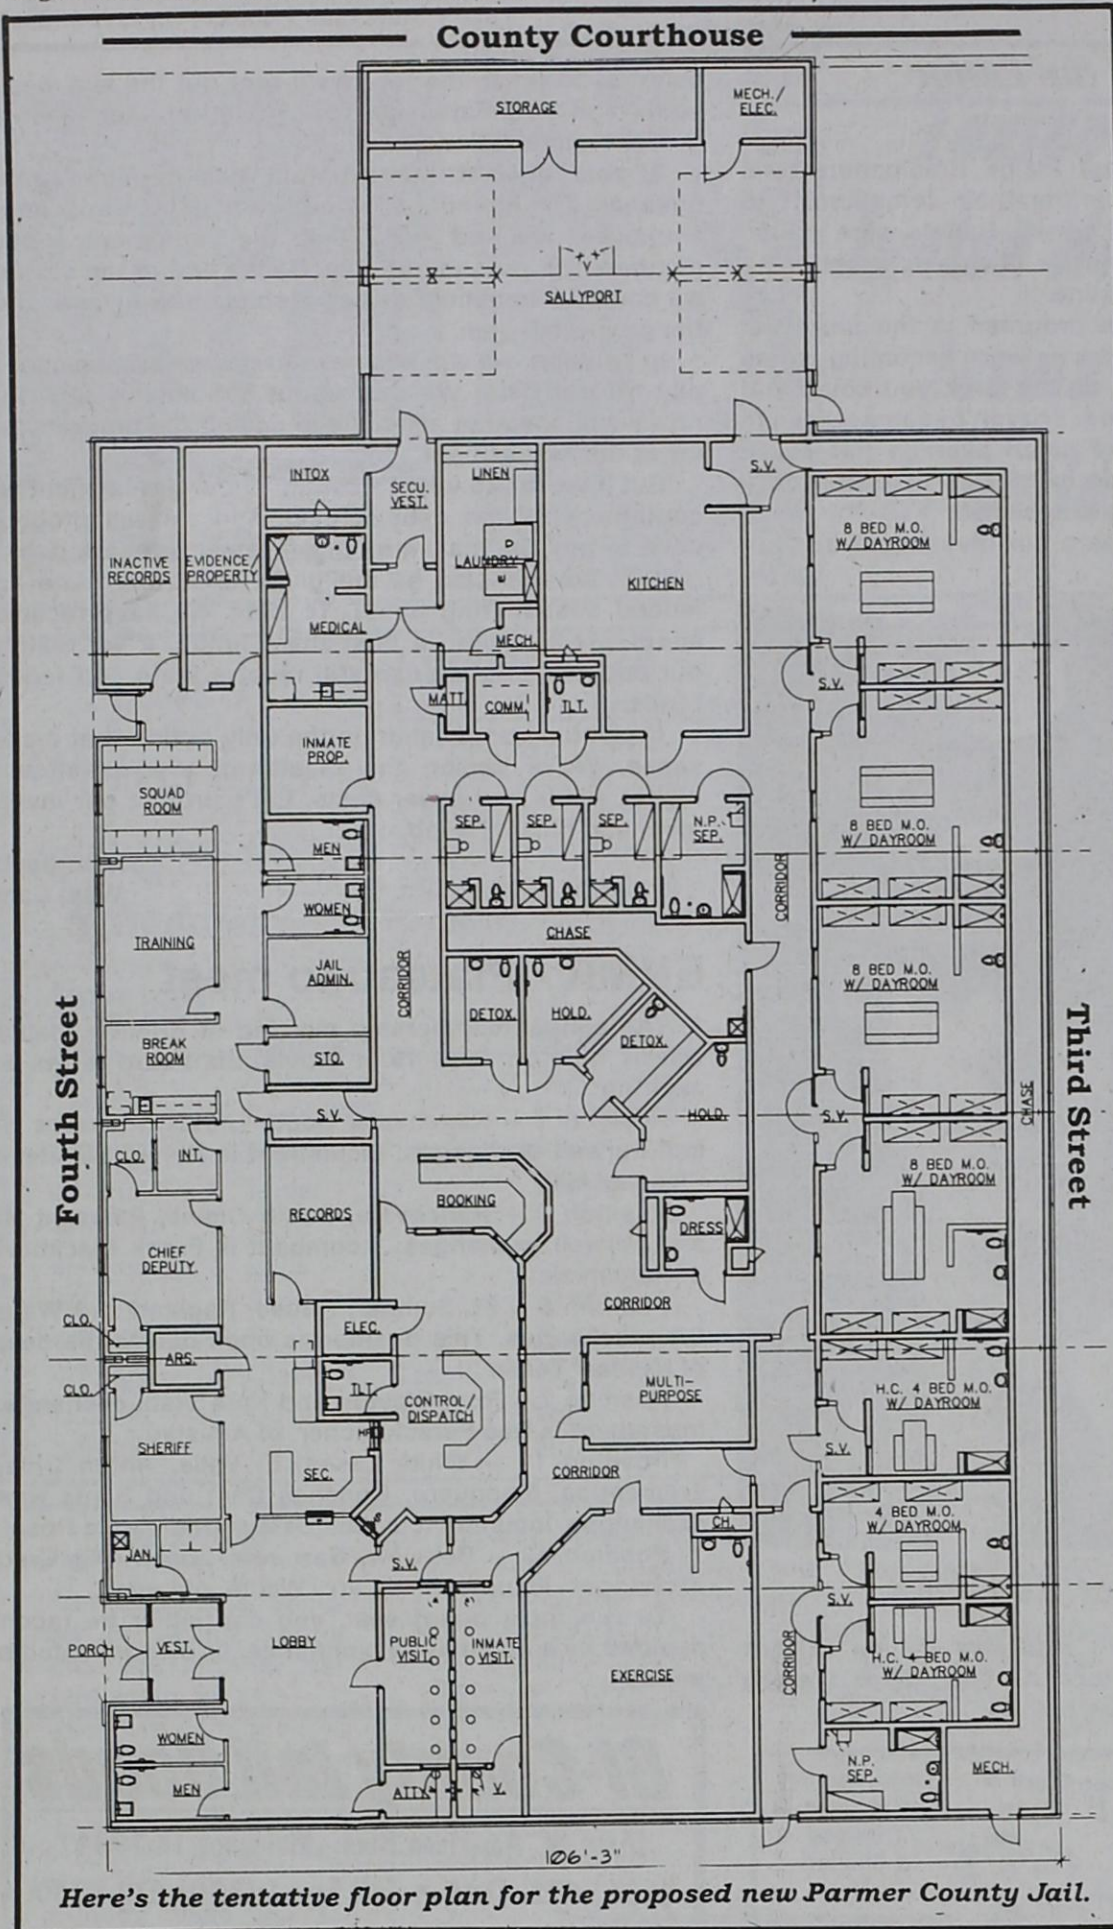 County Courthouse
STORAGE
MECH./
ELEC.
SALLYPORT
INTOX
SECU.
VEST.
LINEN
S.V.
INACTIVE
RECORDS
EVIDENCE/
PROPERTY
D
LAUNDRY
W
KITCHEN
8 BED M.O.
W/ DAYROOM
MEDICAL
MECH.
S.V.
MATT
COMM.
TLT.
INMATE
PROP.
SQUAD
ROOM
8 BED M.O.
W/ DAYROOM
SEP.
SEP.
SEP.
N.P.
SEP.
MEN
WOMEN
CORRIDOR
CHASE
TRAINING
JAIL
ADMIN.
CORRIDOR
8 BED M.O.
W/ DAYROOM
DETOX.
HOLD.
DETOX.
BREAK
ROOM
STO.
Fourth Street
Third Street
CHASE
S.V.
HOLD.
S.V.
CLO.
INT.
8 BED M.O.
W/ DAYROOM
RECORDS
BOOKING
DRESS
CHIEF
DEPUTY
CORRIDOR
CLO.
ELEC.
ARS.
CLO.
TLT.
MULTI-
PURPOSE
CONTROL/
DISPATCH
H.C. 4 BED M.O.
W/ DAYROOM
SHERIFF
SEC.
CORRIDOR
S.V.
4 BED M.O.
W/ DAYROOM
CH.
JAN.
S.V.
S.V.
PORCH
VEST.
LOBBY
PUBLIC
VISIT.
INMATE
VISIT.
EXERCISE
CORRIDOR
H.C. 4 BED M.O.
W/ DAYROOM
WOMEN
MEN
ATTY.
V.
N.P.
SEP.
MECH.
106'-3"
Here's the tentative floor plan for the proposed new Parmer County Jail.